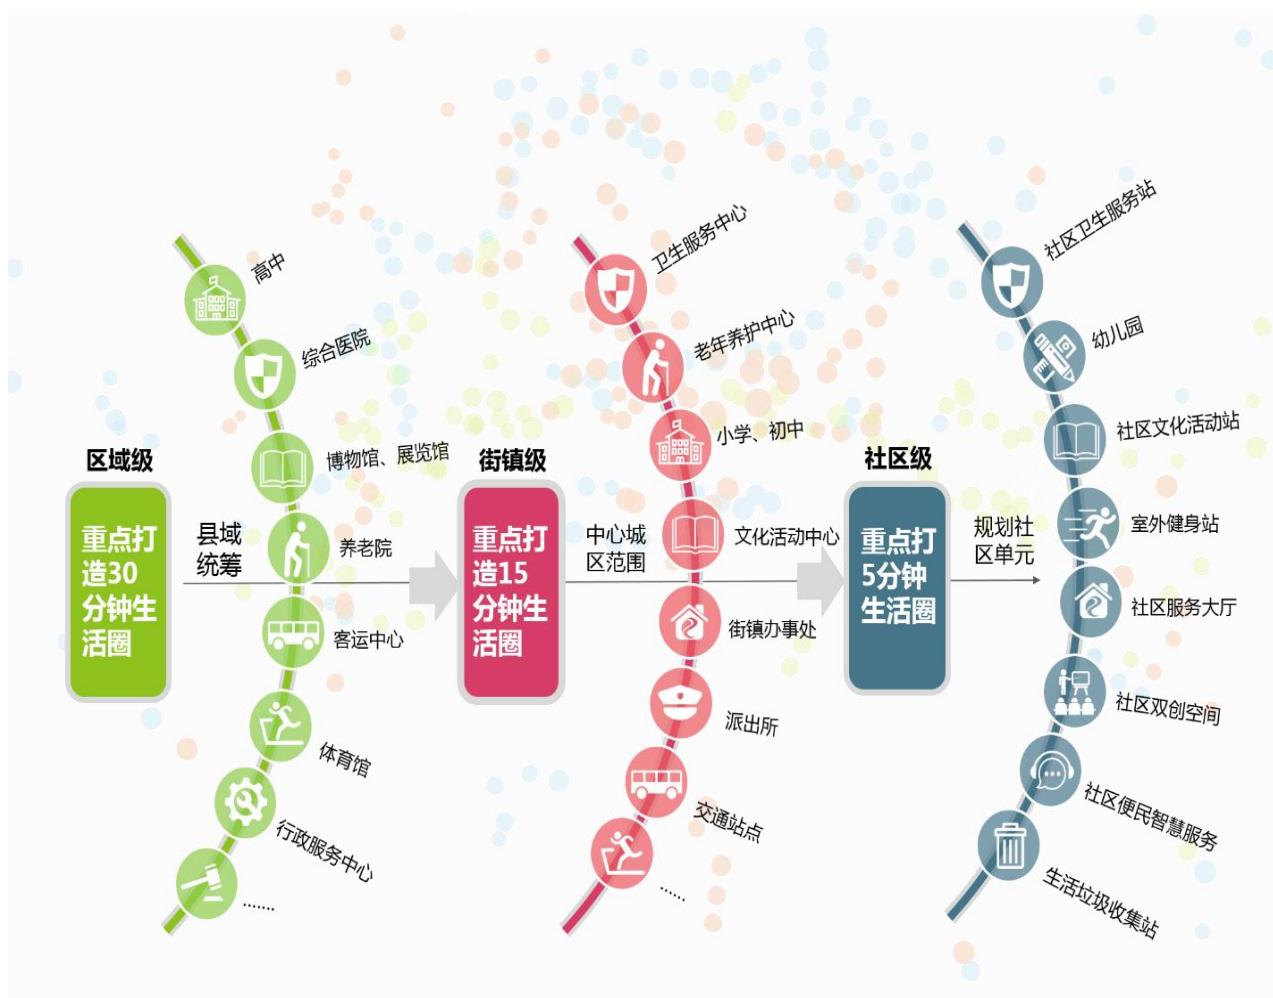 区域级
重点打
造30
分钟生
活圈
县域
统筹
高中
综合医院
博物馆、展览馆
养老院
客运中心
体育馆
行政服务中心
……
街镇级
重点打
造15
分钟生
活圈
中心城
区范围
卫生服务中心
老年养护中心
小学、初中
文化活动中心
街镇办事处
派出所
交通站点
……
社区级
重点打
5分钟
生活圈
规划社
区单元
社区卫生服务站
幼儿园
社区文化活动站
室外健身站
社区服务大厅
社区双创空间
社区便民智慧服务
生活垃圾收集站